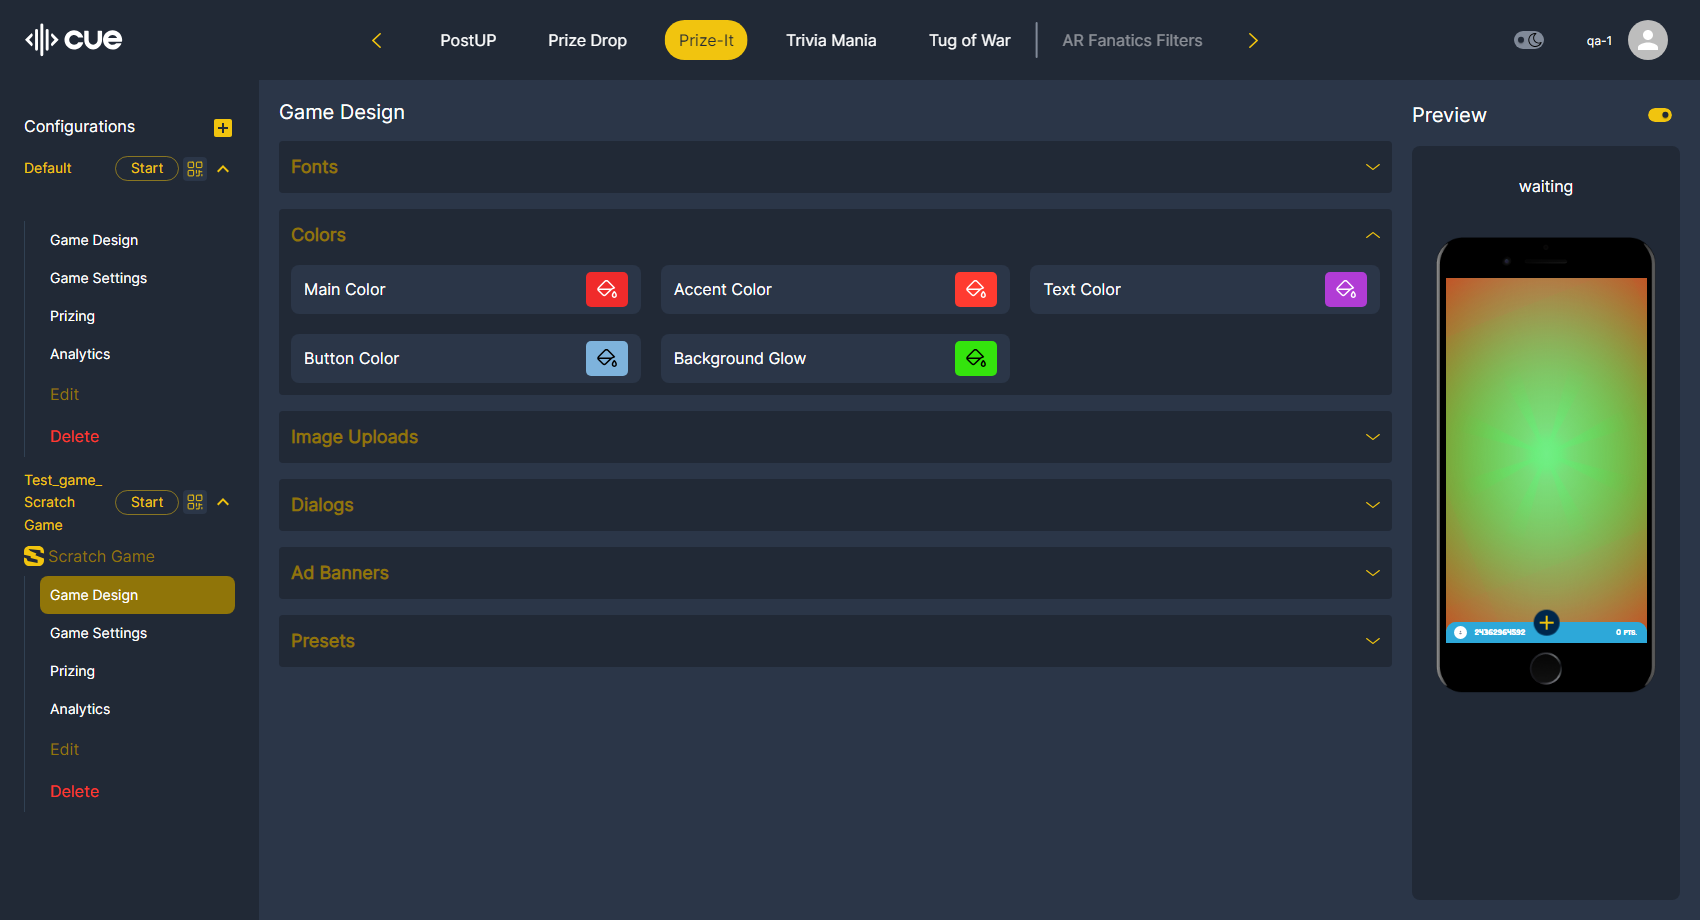 cue
PostUP
Prize Drop
Prize-It
Trivia Mania
Tug of War
AR Fanatics Filters
qa-1
Configurations
Default
Start
Game Design
Game Settings
Prizing
Analytics
Edit
Delete
Test_game_
Scratch
Game
Start
Scratch Game
Game Design
Game Settings
Prizing
Analytics
Edit
Delete
Game Design
Fonts
Colors
Main Color
Accent Color
Text Color
Button Color
Background Glow
Image Uploads
Dialogs
Ad Banners
Presets
Preview
waiting
24362964592
0 PTS.